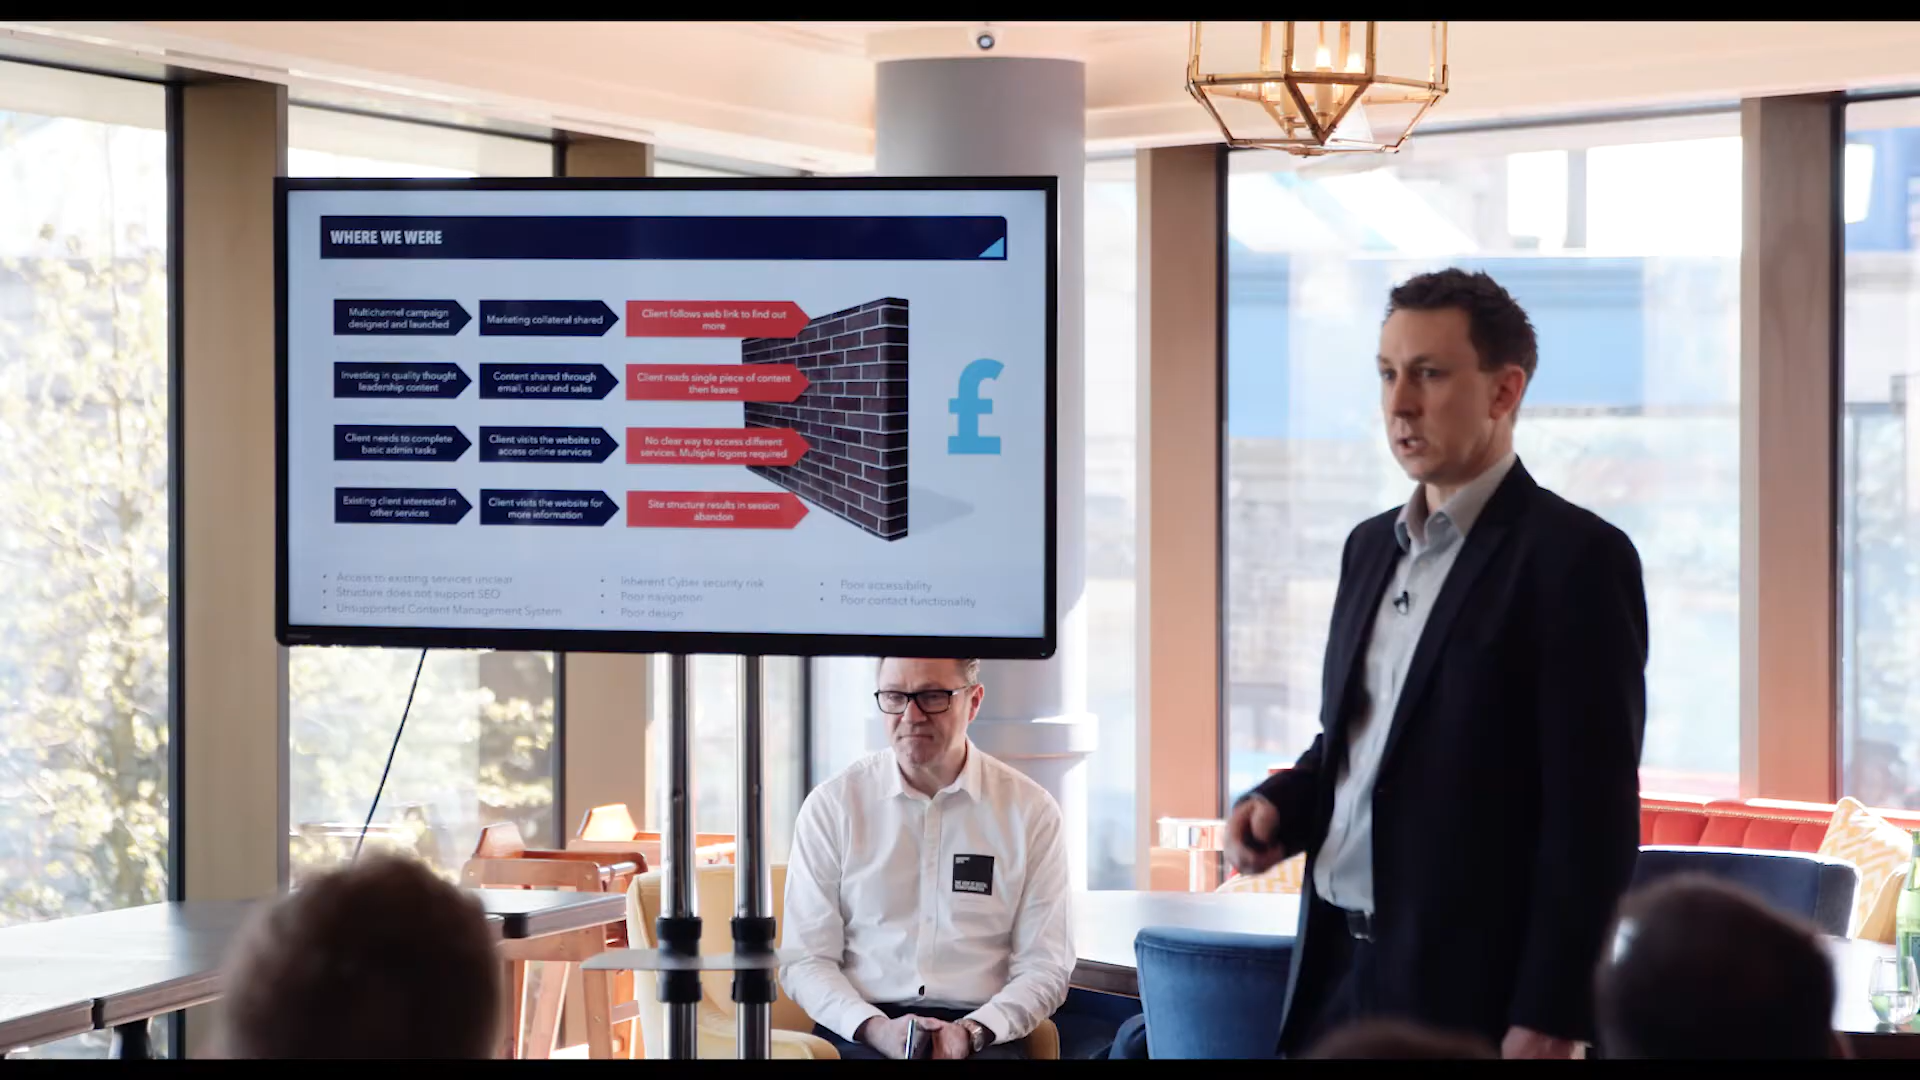 WHERE WE WERE
Multichannel campaign
designed and launched
Marketing collateral shared
Client follows web link to find out
more
Investing in quality thought
leadership content
Content shared through
email, social and sales
Client reads single piece of content
then leaves
Client needs to complete
basic admin tasks
Client visits the website to
access online services
No clear way to access different
services. Multiple logons required
Existing client interested in
other services
Client visits the website for
more information
Site structure results in session
abandon
£
• Access to existing services unclear
• Structure does not support SEO
• Unsupported Content Management System
• Inherent Cyber security risk
• Poor navigation
• Poor design
• Poor accessibility
• Poor contact functionality